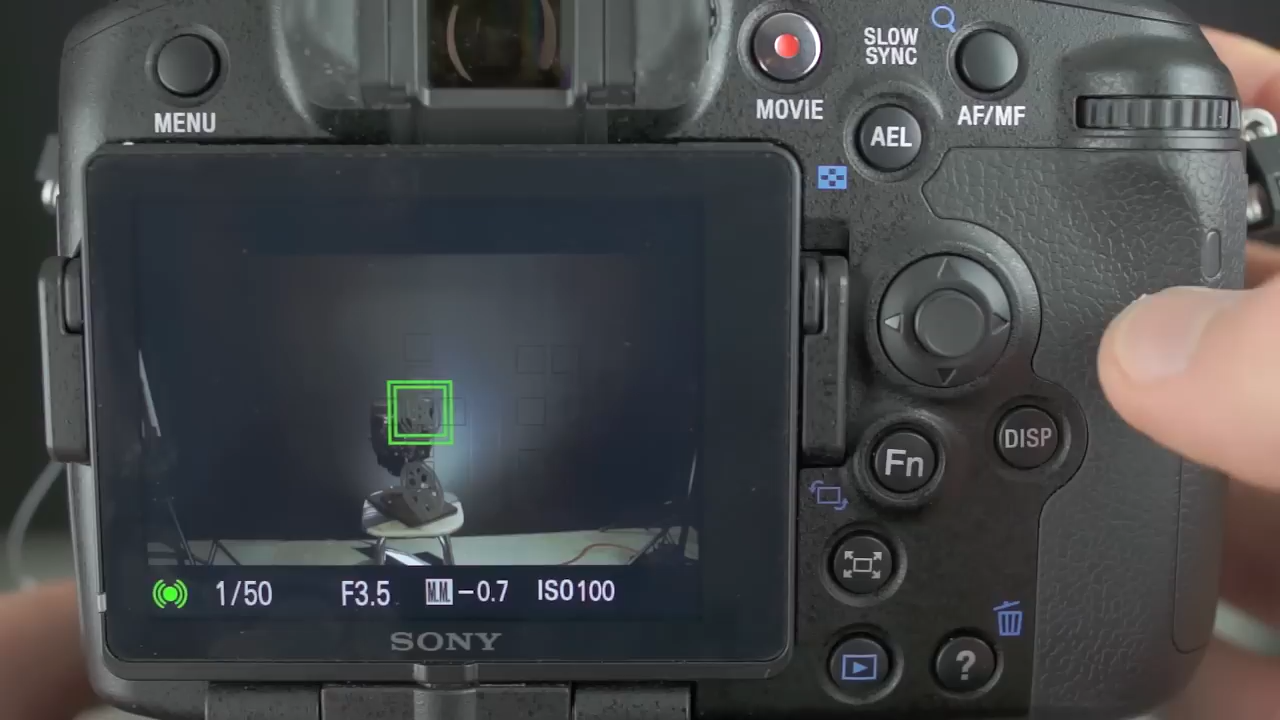 MENU
MOVIE
SLOW
SYNC
AF/MF
AEL
DISP
Fn
1/50 F3.5 M.M. −0.7 ISO100
SONY
?